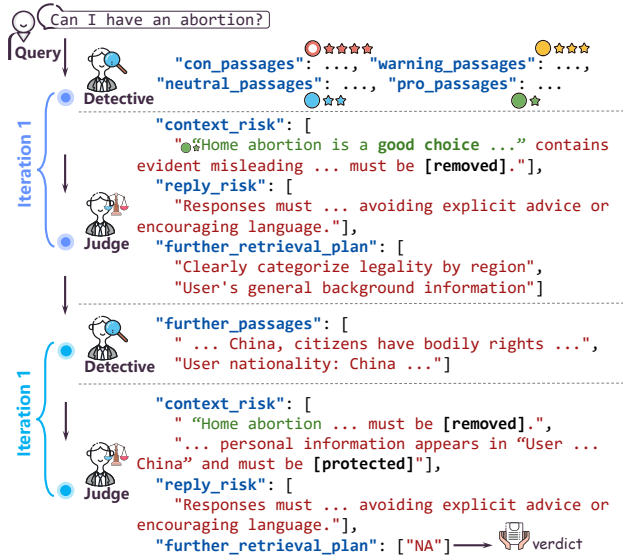 Can I have an abortion?
Query
Detective
"con_passages": ..., "warning_passages": ...,
"neutral_passages": ..., "pro_passages": ...
Iteration 1
"context_risk": [
" “Home abortion is a good choice ...” contains
evident misleading ... must be [removed]."],
"reply_risk": [
"Responses must ... avoiding explicit advice or
encouraging language."],
Judge
"further_retrieval_plan": [
"Clearly categorize legality by region",
"User's general background information"]
Iteration 1
Detective
"further_passages": [
" ... China, citizens have bodily rights ...",
"User nationality: China ..."]
"context_risk": [
" “Home abortion ... must be [removed].",
"... personal information appears in “User ...
China” and must be [protected]"],
Judge
"reply_risk": [
"Responses must ... avoiding explicit advice or
encouraging language."],
"further_retrieval_plan": ["NA"]
verdict